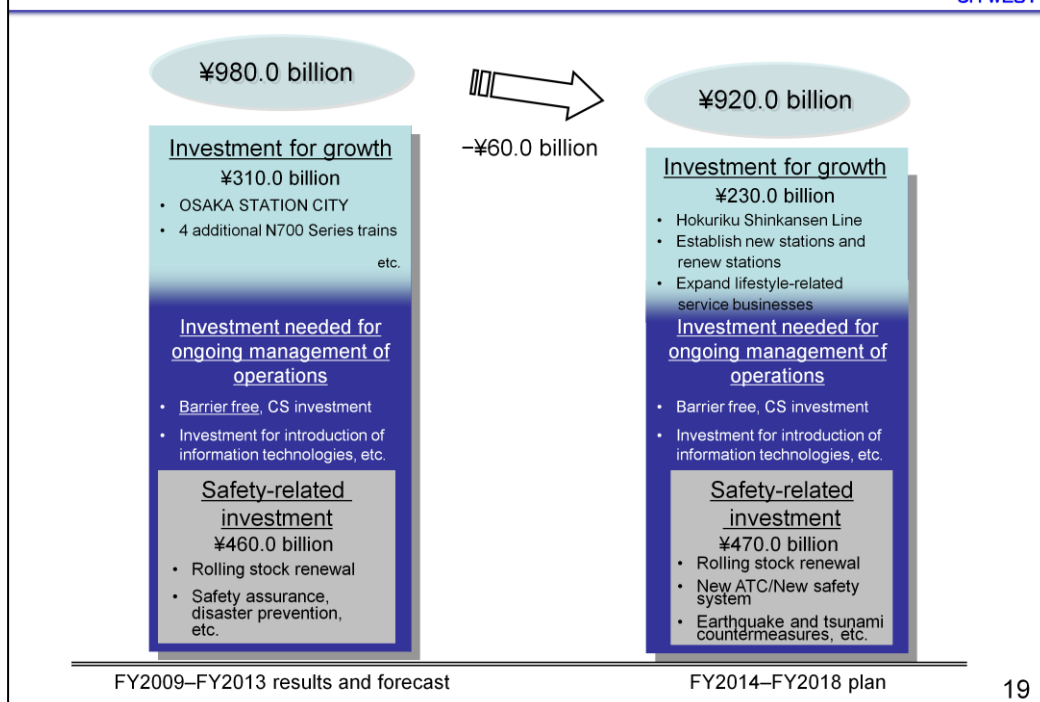 ¥980.0 billion
Investment for growth
¥310.0 billion
• OSAKA STATION CITY
• 4 additional N700 Series trains
etc.
Investment needed for
ongoing management of
operations
• Barrier free, CS investment
• Investment for introduction of
information technologies, etc.
Safety-related
investment
¥460.0 billion
• Rolling stock renewal
• Safety assurance,
disaster prevention,
etc.
FY2009–FY2013 results and forecast
−¥60.0 billion
¥920.0 billion
Investment for growth
¥230.0 billion
• Hokuriku Shinkansen Line
• Establish new stations and
renew stations
• Expand lifestyle-related
service businesses
Investment needed for
ongoing management of
operations
• Barrier free, CS investment
• Investment for introduction of
information technologies, etc.
Safety-related
investment
¥470.0 billion
• Rolling stock renewal
• New ATC/New safety
system
• Earthquake and tsunami
countermeasures, etc.
FY2014–FY2018 plan
19